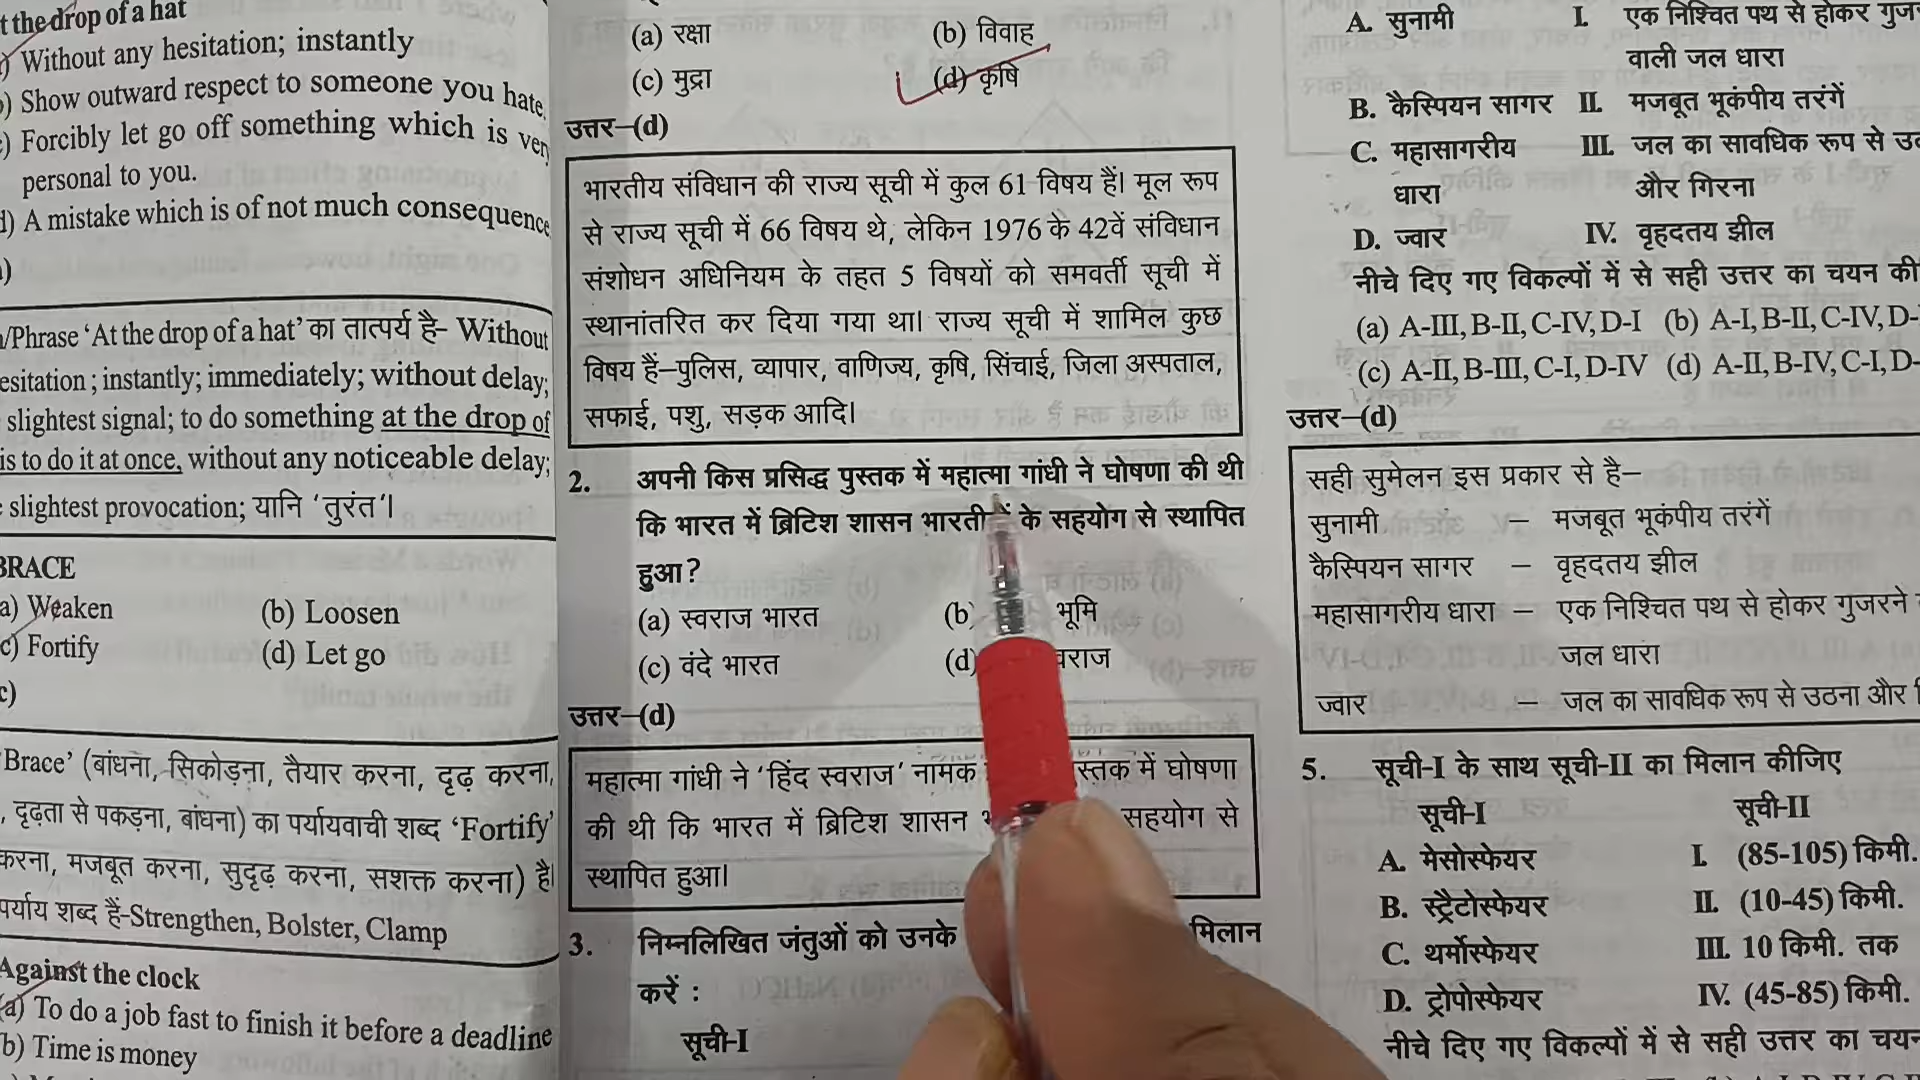 t the drop of a hat
) Without any hesitation; instantly
) Show outward respect to someone you hate.
) Forcibly let go off something which is very
personal to you.
d) A mistake which is of not much consequence
)
/Phrase ‘At the drop of a hat’ का तात्पर्य है– Without
esitation ; instantly; immediately; without delay;
slightest signal; to do something at the drop of
is to do it at once, without any noticeable delay;
slightest provocation; यानि ‘तुरंत’।
BRACE
a) Weaken (b) Loosen
c) Fortify (d) Let go
c)
‘Brace’ (बांधना, सिकोड़ना, तैयार करना, दृढ़ करना,
, दृढ़ता से पकड़ना, बांधना) का पर्यायवाची शब्द ‘Fortify’
करना, मजबूत करना, सुदृढ़ करना, सशक्त करना) है।
पर्याय शब्द हैं-Strengthen, Bolster, Clamp
Against the clock
(a) To do a job fast to finish it before a deadline
b) Time is money
(a) रक्षा (b) विवाह
(c) मुद्रा (d) कृषि
उत्तर–(d)
भारतीय संविधान की राज्य सूची में कुल 61 विषय हैं। मूल रूप
से राज्य सूची में 66 विषय थे, लेकिन 1976 के 42वें संविधान
संशोधन अधिनियम के तहत 5 विषयों को समवर्ती सूची में
स्थानांतरित कर दिया गया था। राज्य सूची में शामिल कुछ
विषय हैं–पुलिस, व्यापार, वाणिज्य, कृषि, सिंचाई, जिला अस्पताल,
सफाई, पशु, सड़क आदि।
2. अपनी किस प्रसिद्ध पुस्तक में महात्मा गांधी ने घोषणा की थी
कि भारत में ब्रिटिश शासन के सहयोग से स्थापित
हुआ?
(a) स्वराज भारत (b) भूमि
(c) वंदे भारत (d) वराज
उत्तर–(d)
महात्मा गांधी ने ‘हिंद स्वराज’ नामक स्तक में घोषणा
की थी कि भारत में ब्रिटिश शासन सहयोग से
स्थापित हुआ।
3. निम्नलिखित जंतुओं को उनके मिलान
करें :
सूची-I
A. सुनामी I. एक निश्चित पथ से होकर गुजर
वाली जल धारा
B. कैस्पियन सागर II. मजबूत भूकंपीय तरंगें
C. महासागरीय III. जल का सावधिक रूप से उठ
धारा और गिरना
D. ज्वार IV. वृहदतय झील
नीचे दिए गए विकल्पों में से सही उत्तर का चयन की
(a) A-III, B-II, C-IV, D-I (b) A-I, B-II, C-IV, D-
(c) A-II, B-III, C-I, D-IV (d) A-II, B-IV, C-I, D-
उत्तर–(d)
सही सुमेलन इस प्रकार से है–
सुनामी – मजबूत भूकंपीय तरंगें
कैस्पियन सागर – वृहदतय झील
महासागरीय धारा – एक निश्चित पथ से होकर गुजरने
जल धारा
ज्वार – जल का सावधिक रूप से उठना और
5. सूची-I के साथ सूची-II का मिलान कीजिए
सूची-I सूची-II
A. मेसोस्फेयर I. (85-105) किमी.
B. स्ट्रैटोस्फेयर II. (10-45) किमी.
C. थर्मोस्फेयर III. 10 किमी. तक
D. ट्रोपोस्फेयर IV. (45-85) किमी.
नीचे दिए गए विकल्पों में से सही उत्तर का चयन